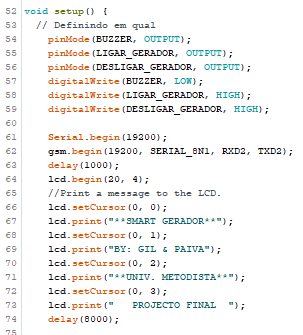 52 void setup() {
53 // Definindo em qual
54 pinMode(BUZZER, OUTPUT);
55 pinMode(LIGAR_GERADOR, OUTPUT);
56 pinMode(DESLIGAR_GERADOR, OUTPUT);
57 digitalWrite(BUZZER, LOW);
58 digitalWrite(LIGAR_GERADOR, HIGH);
59 digitalWrite(DESLIGAR_GERADOR, HIGH);
60
61 Serial.begin(19200);
62 gsm.begin(19200, SERIAL_8N1, RXD2, TXD2);
63 delay(1000);
64 lcd.begin(20, 4);
65 //Print a message to the LCD.
66 lcd.setCursor(0, 0);
67 lcd.print("**SMART GERADOR**");
68 lcd.setCursor(0, 1);
69 lcd.print("BY: GIL & PAIVA");
70 lcd.setCursor(0, 2);
71 lcd.print("**UNIV. METODISTA**");
72 lcd.setCursor(0, 3);
73 lcd.print("   PROJECTO FINAL  ");
74 delay(8000);
75